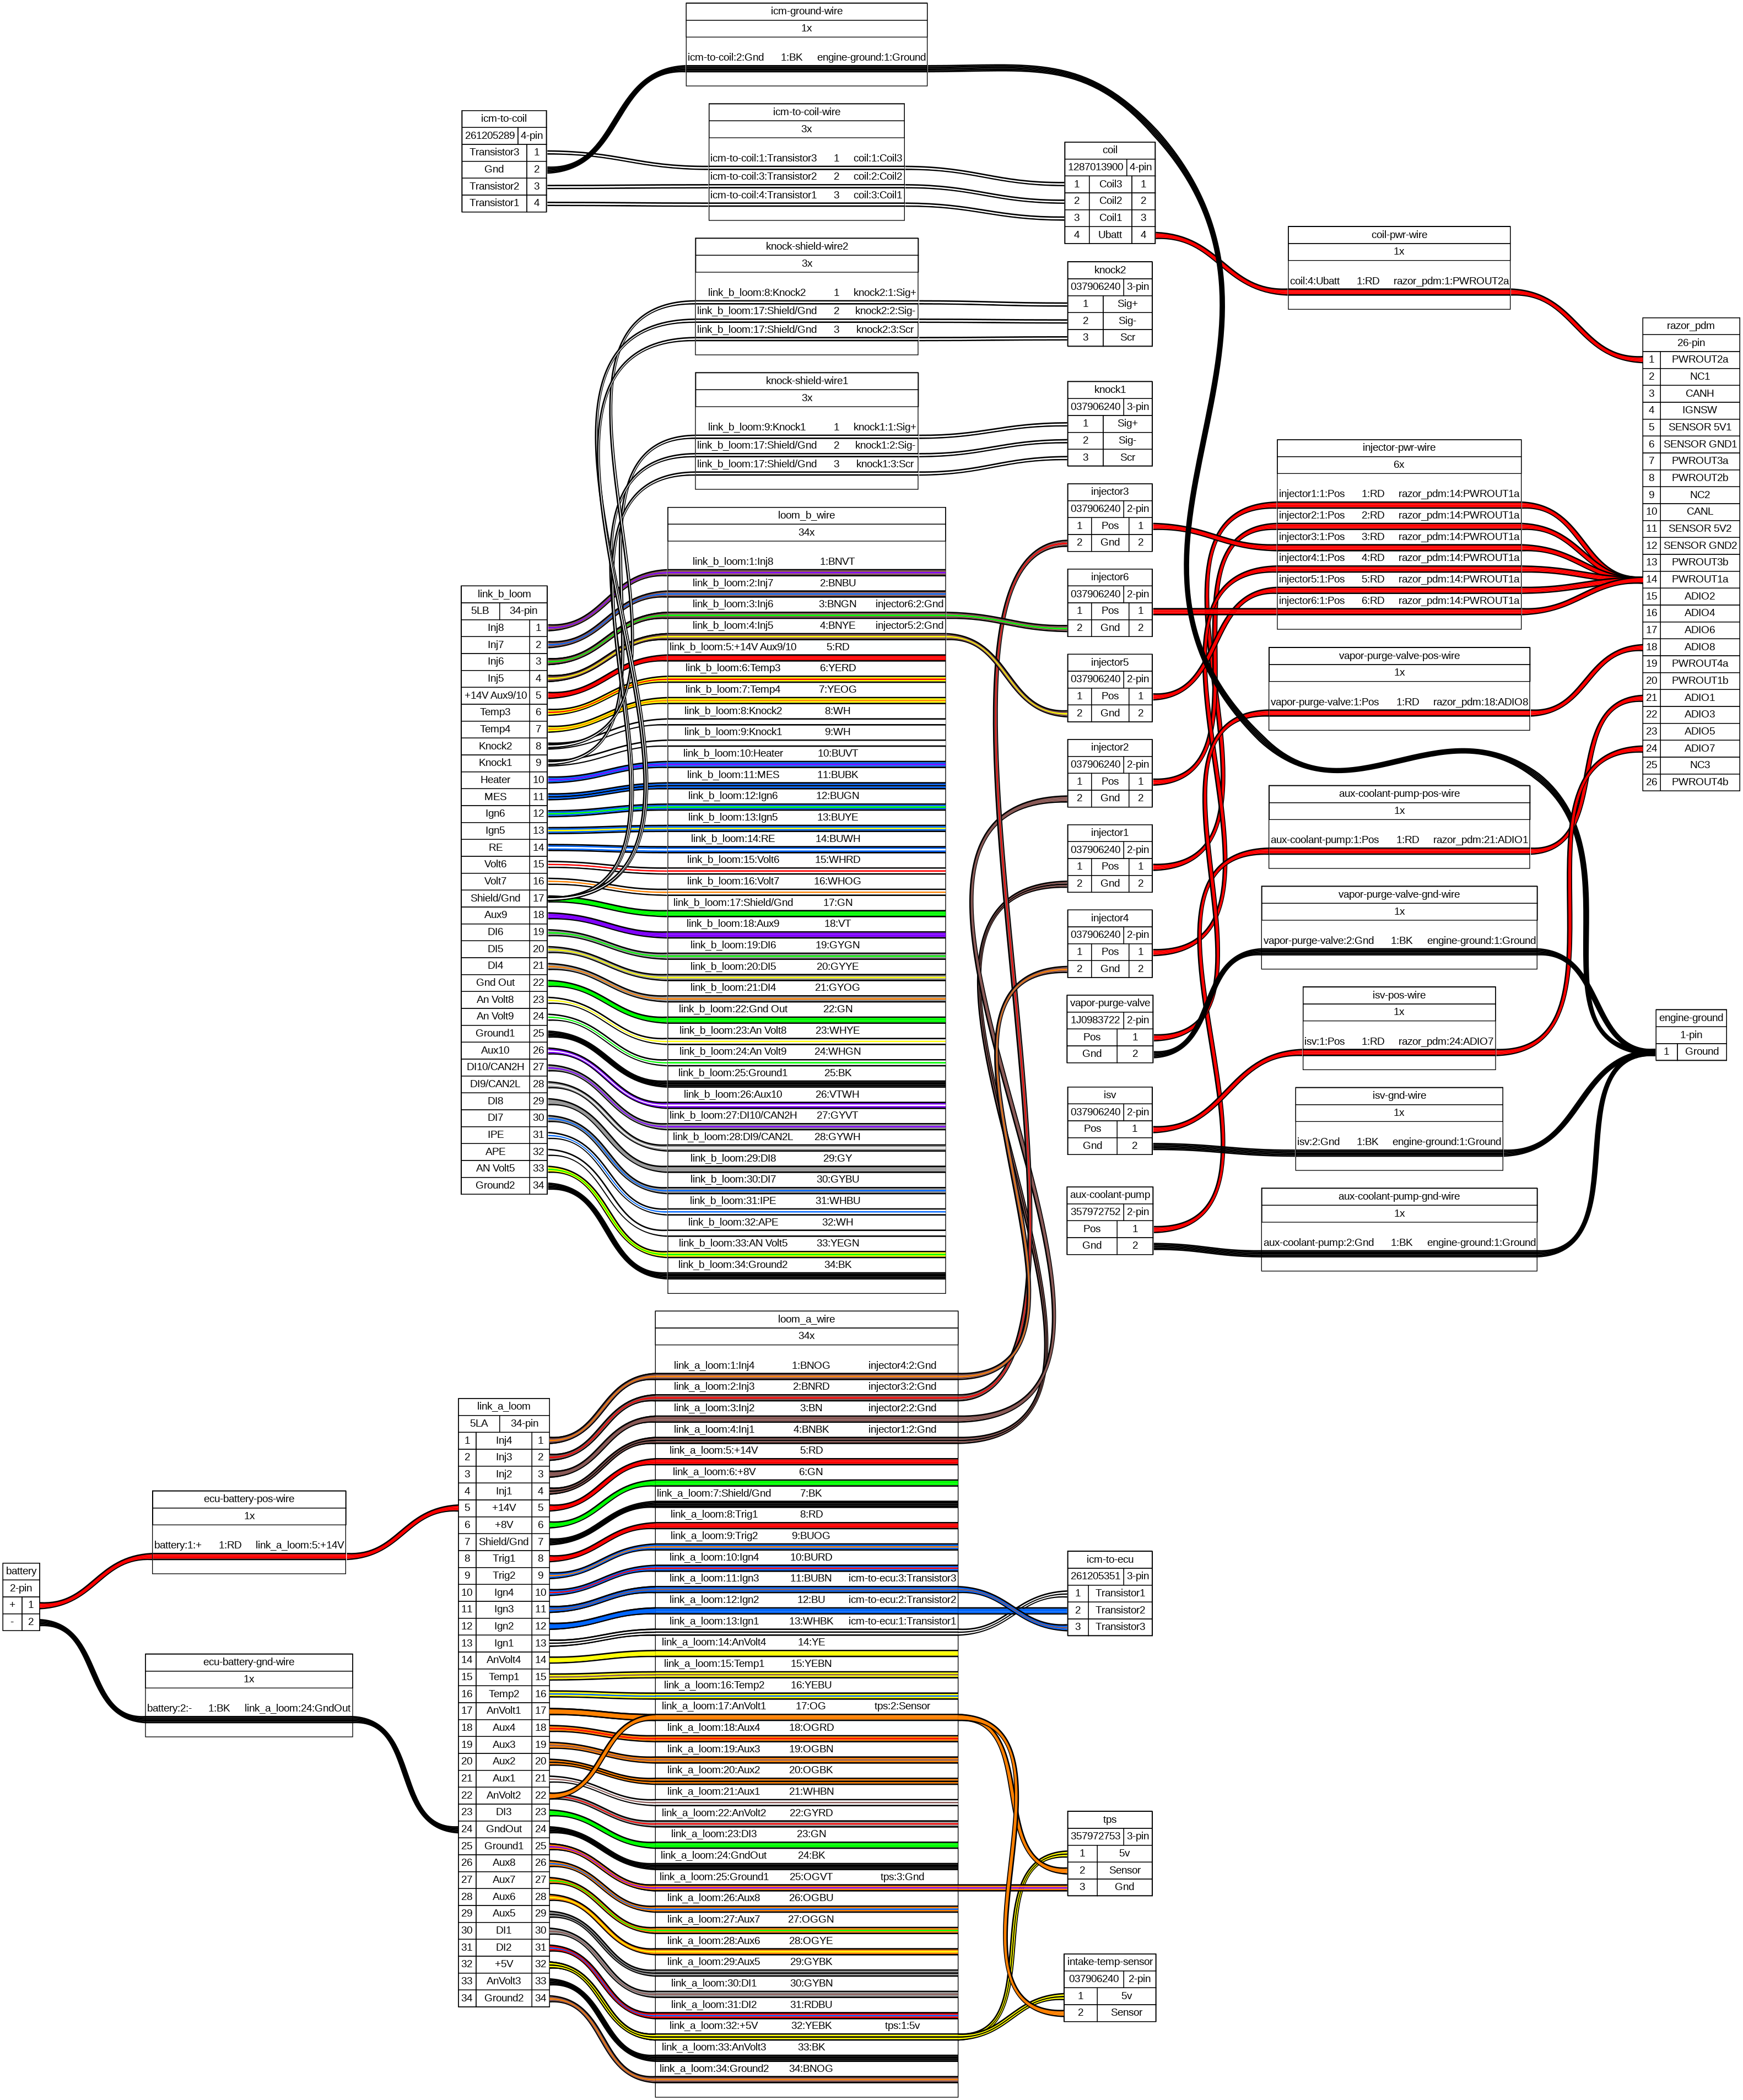 icm-ground-wire
1x
icm-to-coil:2:Gnd 1:BK engine-ground:1:Ground
icm-to-coil
261205289 4-pin
Transistor3 1
Gnd 2
Transistor2 3
Transistor1 4
icm-to-coil-wire
3x
icm-to-coil:1:Transistor3 1 coil:1:Coil3
icm-to-coil:3:Transistor2 2 coil:2:Coil2
icm-to-coil:4:Transistor1 3 coil:3:Coil1
coil
1287013900 4-pin
1 Coil3 1
2 Coil2 2
3 Coil1 3
4 Ubatt 4
coil-pwr-wire
1x
coil:4:Ubatt 1:RD razor_pdm:1:PWROUT2a
knock-shield-wire2
3x
link_b_loom:8:Knock2 1 knock2:1:Sig+
link_b_loom:17:Shield/Gnd 2 knock2:2:Sig-
link_b_loom:17:Shield/Gnd 3 knock2:3:Scr
knock2
037906240 3-pin
1 Sig+
2 Sig-
3 Scr
knock-shield-wire1
3x
link_b_loom:9:Knock1 1 knock1:1:Sig+
link_b_loom:17:Shield/Gnd 2 knock1:2:Sig-
link_b_loom:17:Shield/Gnd 3 knock1:3:Scr
knock1
037906240 3-pin
1 Sig+
2 Sig-
3 Scr
razor_pdm
26-pin
1 PWROUT2a
2 NC1
3 CANH
4 IGNSW
5 SENSOR 5V1
6 SENSOR GND1
7 PWROUT3a
8 PWROUT2b
9 NC2
10 CANL
11 SENSOR 5V2
12 SENSOR GND2
13 PWROUT3b
14 PWROUT1a
15 ADIO2
16 ADIO4
17 ADIO6
18 ADIO8
19 PWROUT4a
20 PWROUT1b
21 ADIO1
22 ADIO3
23 ADIO5
24 ADIO7
25 NC3
26 PWROUT4b
injector-pwr-wire
6x
injector1:1:Pos 1:RD razor_pdm:14:PWROUT1a
injector2:1:Pos 2:RD razor_pdm:14:PWROUT1a
injector3:1:Pos 3:RD razor_pdm:14:PWROUT1a
injector4:1:Pos 4:RD razor_pdm:14:PWROUT1a
injector5:1:Pos 5:RD razor_pdm:14:PWROUT1a
injector6:1:Pos 6:RD razor_pdm:14:PWROUT1a
injector3
037906240 2-pin
1 Pos 1
2 Gnd 2
injector6
037906240 2-pin
1 Pos 1
2 Gnd 2
injector5
037906240 2-pin
1 Pos 1
2 Gnd 2
injector2
037906240 2-pin
1 Pos 1
2 Gnd 2
injector1
037906240 2-pin
1 Pos 1
2 Gnd 2
injector4
037906240 2-pin
1 Pos 1
2 Gnd 2
vapor-purge-valve
1J0983722 2-pin
Pos 1
Gnd 2
isv
037906240 2-pin
Pos 1
Gnd 2
aux-coolant-pump
357972752 2-pin
Pos 1
Gnd 2
vapor-purge-valve-pos-wire
1x
vapor-purge-valve:1:Pos 1:RD razor_pdm:18:ADIO8
aux-coolant-pump-pos-wire
1x
aux-coolant-pump:1:Pos 1:RD razor_pdm:21:ADIO1
vapor-purge-valve-gnd-wire
1x
vapor-purge-valve:2:Gnd 1:BK engine-ground:1:Ground
isv-pos-wire
1x
isv:1:Pos 1:RD razor_pdm:24:ADIO7
isv-gnd-wire
1x
isv:2:Gnd 1:BK engine-ground:1:Ground
aux-coolant-pump-gnd-wire
1x
aux-coolant-pump:2:Gnd 1:BK engine-ground:1:Ground
engine-ground
1-pin
1 Ground
link_b_loom
5LB 34-pin
Inj8 1
Inj7 2
Inj6 3
Inj5 4
+14V Aux9/10 5
Temp3 6
Temp4 7
Knock2 8
Knock1 9
Heater 10
MES 11
Ign6 12
Ign5 13
RE 14
Volt6 15
Volt7 16
Shield/Gnd 17
Aux9 18
DI6 19
DI5 20
DI4 21
Gnd Out 22
An Volt8 23
An Volt9 24
Ground1 25
Aux10 26
DI10/CAN2H 27
DI9/CAN2L 28
DI8 29
DI7 30
IPE 31
APE 32
AN Volt5 33
Ground2 34
loom_b_wire
34x
link_b_loom:1:Inj8 1:BNVT
link_b_loom:2:Inj7 2:BNBU
link_b_loom:3:Inj6 3:BNGN injector6:2:Gnd
link_b_loom:4:Inj5 4:BNYE injector5:2:Gnd
link_b_loom:5:+14V Aux9/10 5:RD
link_b_loom:6:Temp3 6:YERD
link_b_loom:7:Temp4 7:YEOG
link_b_loom:8:Knock2 8:WH
link_b_loom:9:Knock1 9:WH
link_b_loom:10:Heater 10:BUVT
link_b_loom:11:MES 11:BUBK
link_b_loom:12:Ign6 12:BUGN
link_b_loom:13:Ign5 13:BUYE
link_b_loom:14:RE 14:BUWH
link_b_loom:15:Volt6 15:WHRD
link_b_loom:16:Volt7 16:WHOG
link_b_loom:17:Shield/Gnd 17:GN
link_b_loom:18:Aux9 18:VT
link_b_loom:19:DI6 19:GYGN
link_b_loom:20:DI5 20:GYYE
link_b_loom:21:DI4 21:GYOG
link_b_loom:22:Gnd Out 22:GN
link_b_loom:23:An Volt8 23:WHYE
link_b_loom:24:An Volt9 24:WHGN
link_b_loom:25:Ground1 25:BK
link_b_loom:26:Aux10 26:VTWH
link_b_loom:27:DI10/CAN2H 27:GYVT
link_b_loom:28:DI9/CAN2L 28:GYWH
link_b_loom:29:DI8 29:GY
link_b_loom:30:DI7 30:GYBU
link_b_loom:31:IPE 31:WHBU
link_b_loom:32:APE 32:WH
link_b_loom:33:AN Volt5 33:YEGN
link_b_loom:34:Ground2 34:BK
battery
2-pin
+ 1
- 2
ecu-battery-pos-wire
1x
battery:1:+ 1:RD link_a_loom:5:+14V
ecu-battery-gnd-wire
1x
battery:2:- 1:BK link_a_loom:24:GndOut
link_a_loom
5LA 34-pin
1 Inj4 1
2 Inj3 2
3 Inj2 3
4 Inj1 4
5 +14V 5
6 +8V 6
7 Shield/Gnd 7
8 Trig1 8
9 Trig2 9
10 Ign4 10
11 Ign3 11
12 Ign2 12
13 Ign1 13
14 AnVolt4 14
15 Temp1 15
16 Temp2 16
17 AnVolt1 17
18 Aux4 18
19 Aux3 19
20 Aux2 20
21 Aux1 21
22 AnVolt2 22
23 DI3 23
24 GndOut 24
25 Ground1 25
26 Aux8 26
27 Aux7 27
28 Aux6 28
29 Aux5 29
30 DI1 30
31 DI2 31
32 +5V 32
33 AnVolt3 33
34 Ground2 34
loom_a_wire
34x
link_a_loom:1:Inj4 1:BNOG injector4:2:Gnd
link_a_loom:2:Inj3 2:BNRD injector3:2:Gnd
link_a_loom:3:Inj2 3:BN injector2:2:Gnd
link_a_loom:4:Inj1 4:BNBK injector1:2:Gnd
link_a_loom:5:+14V 5:RD
link_a_loom:6:+8V 6:GN
link_a_loom:7:Shield/Gnd 7:BK
link_a_loom:8:Trig1 8:RD
link_a_loom:9:Trig2 9:BUOG
link_a_loom:10:Ign4 10:BURD
link_a_loom:11:Ign3 11:BUBN icm-to-ecu:3:Transistor3
link_a_loom:12:Ign2 12:BU icm-to-ecu:2:Transistor2
link_a_loom:13:Ign1 13:WHBK icm-to-ecu:1:Transistor1
link_a_loom:14:AnVolt4 14:YE
link_a_loom:15:Temp1 15:YEBN
link_a_loom:16:Temp2 16:YEBU
link_a_loom:17:AnVolt1 17:OG tps:2:Sensor
link_a_loom:18:Aux4 18:OGRD
link_a_loom:19:Aux3 19:OGBN
link_a_loom:20:Aux2 20:OGBK
link_a_loom:21:Aux1 21:WHBN
link_a_loom:22:AnVolt2 22:GYRD
link_a_loom:23:DI3 23:GN
link_a_loom:24:GndOut 24:BK
link_a_loom:25:Ground1 25:OGVT tps:3:Gnd
link_a_loom:26:Aux8 26:OGBU
link_a_loom:27:Aux7 27:OGGN
link_a_loom:28:Aux6 28:OGYE
link_a_loom:29:Aux5 29:GYBK
link_a_loom:30:DI1 30:GYBN
link_a_loom:31:DI2 31:RDBU
link_a_loom:32:+5V 32:YEBK tps:1:5v
link_a_loom:33:AnVolt3 33:BK
link_a_loom:34:Ground2 34:BNOG
icm-to-ecu
261205351 3-pin
1 Transistor1
2 Transistor2
3 Transistor3
tps
357972753 3-pin
1 5v
2 Sensor
3 Gnd
intake-temp-sensor
037906240 2-pin
1 5v
2 Sensor